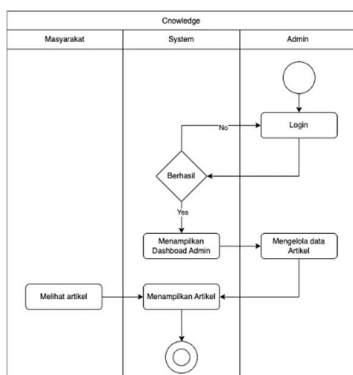 Cnowledge
Masyarakat
System
Admin
Login
No
Berhasil
Yes
Menampilkan
Dashboad Admin
Mengelola data
Artikel
Melihat artikel
Menampilkan Artikel